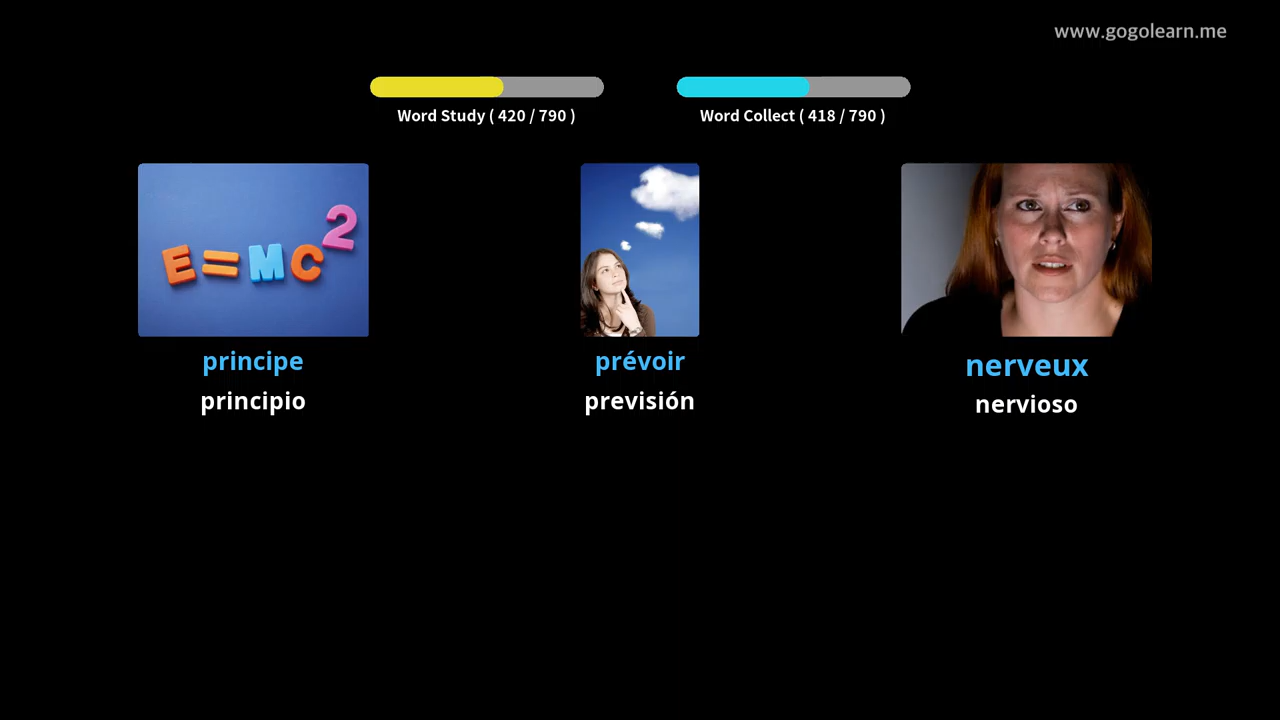 www.gogolearn.me
Word Study ( 420 / 790 )
Word Collect ( 418 / 790 )
E=MC2
principe
prévoir
nerveux
principio
previsión
nervioso